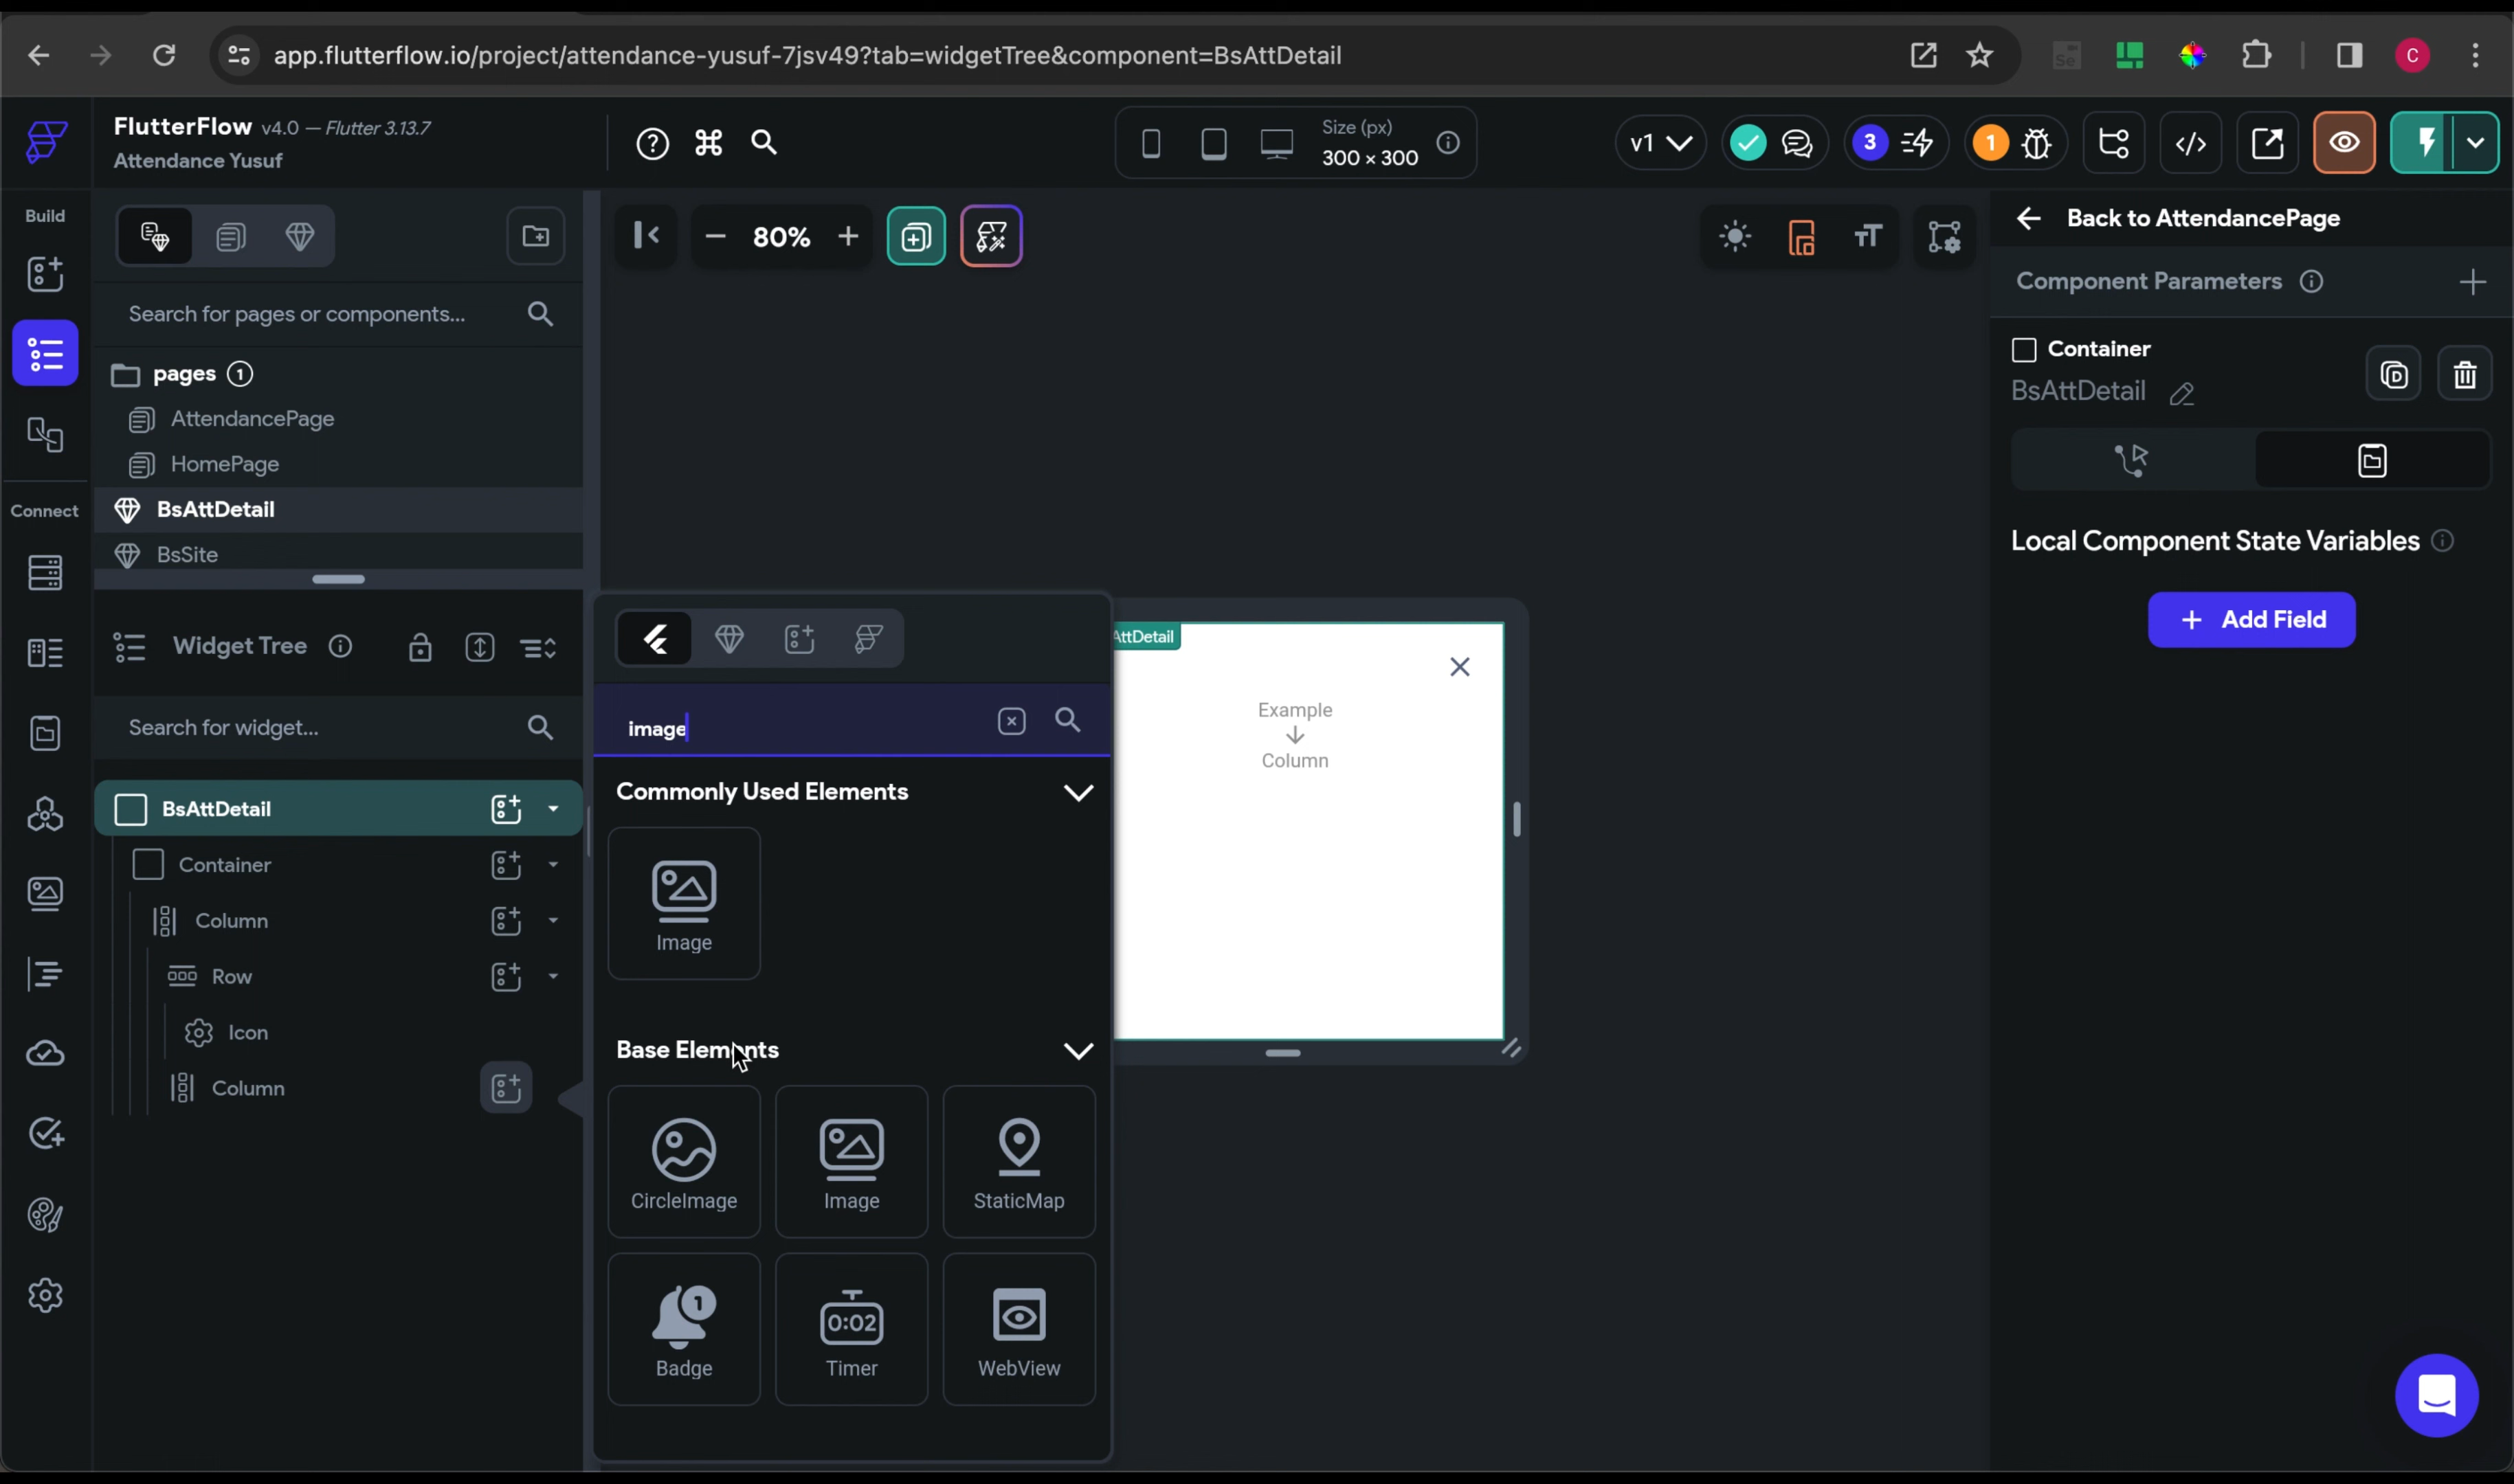 app.flutterflow.io/project/attendance-yusuf-7jsv49?tab=widgetTree&component=BsAttDetail
C
FlutterFlow v4.0 — Flutter 3.13.7
Attendance Yusuf
Size (px)
300 × 300
v1
3
1
Build
Connect
80%
Search for pages or components...
pages 1
AttendancePage
HomePage
BsAttDetail
BsSite
Widget Tree
Search for widget...
BsAttDetail
Container
Column
Row
Icon
Column
image
Commonly Used Elements
Image
Base Elements
CircleImage
Image
StaticMap
1
Badge
0:02
Timer
WebView
AttDetail
Example
Column
Back to AttendancePage
Component Parameters
Container
BsAttDetail
D
Local Component State Variables
+ Add Field